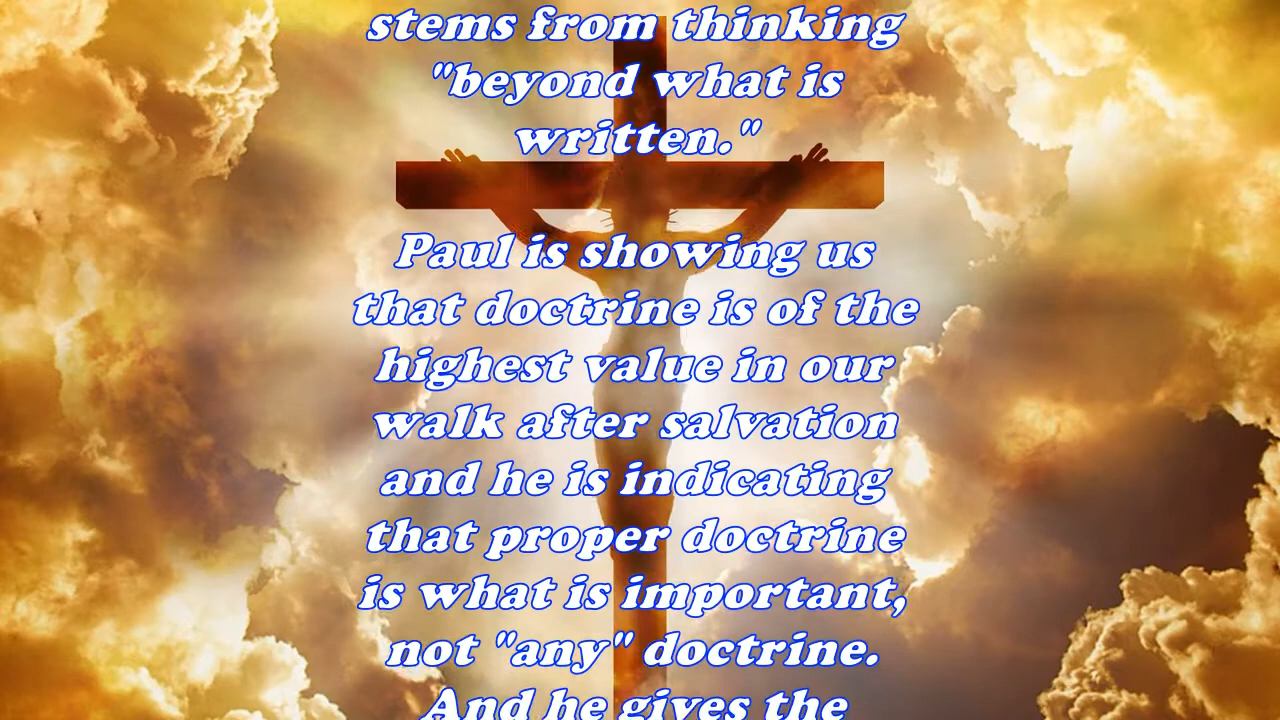 stems from thinking
"beyond what is
written."
Paul is showing us
that doctrine is of the
highest value in our
walk after salvation
and he is indicating
that proper doctrine
is what is important,
not "any" doctrine.
And he gives the